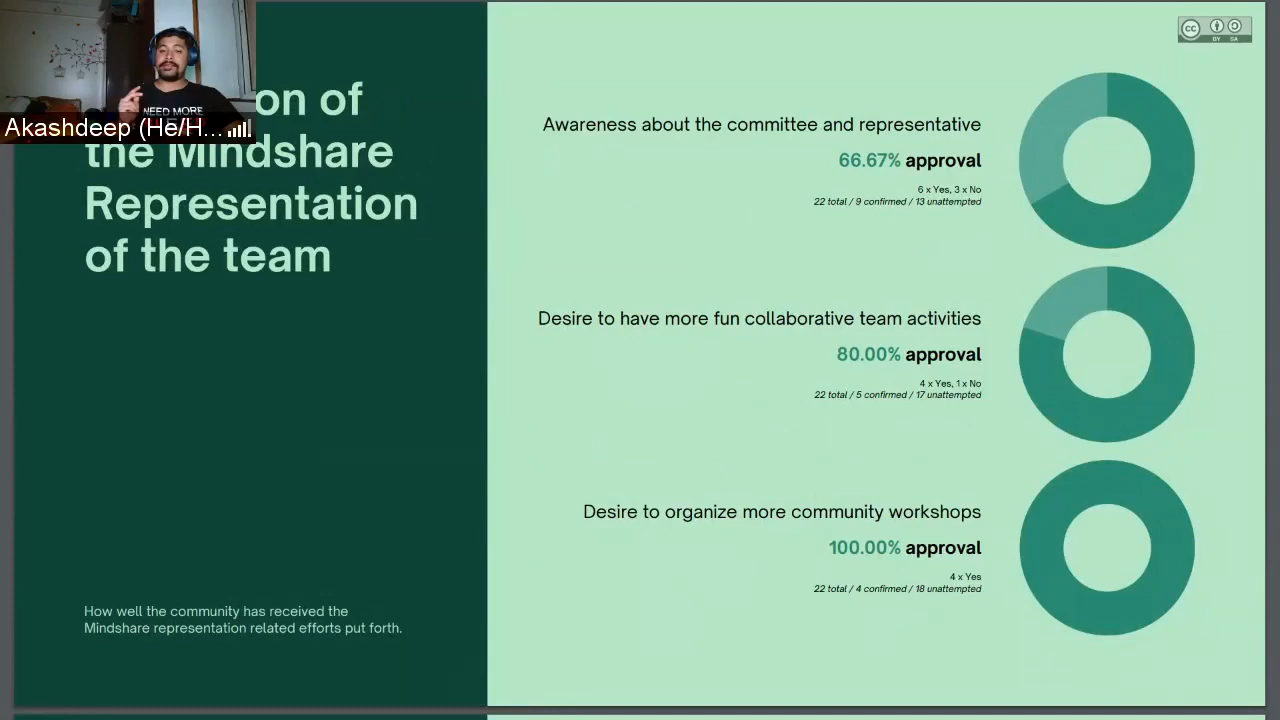 Akashdeep (He/H...
NEED MORE
on of
the Mindshare
Representation
of the team
How well the community has received the
Mindshare representation related efforts put forth.
cc
BY SA
Awareness about the committee and representative
66.67% approval
6 x Yes, 3 x No
22 total / 9 confirmed / 13 unattempted
Desire to have more fun collaborative team activities
80.00% approval
4 x Yes, 1 x No
22 total / 5 confirmed / 17 unattempted
Desire to organize more community workshops
100.00% approval
4 x Yes
22 total / 4 confirmed / 18 unattempted